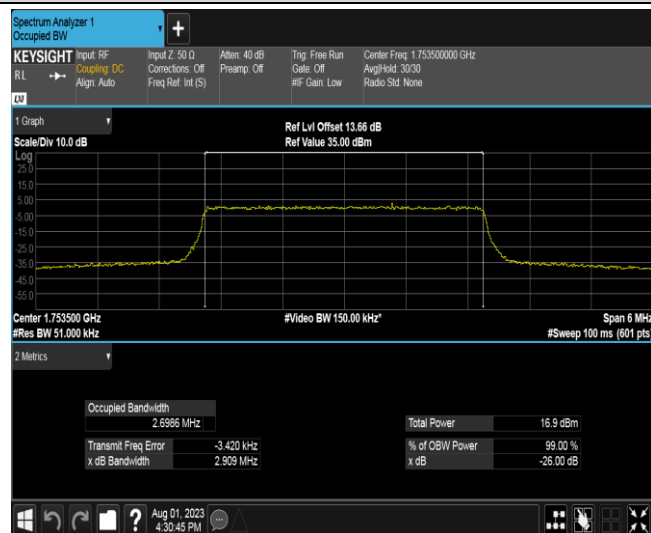 Spectrum Analyzer 1
Occupied BW
+
KEYSIGHT Input: RF Input Z: 50 Ω Atten: 40 dB Trig: Free Run Center Freq: 1.753500000 GHz
RL Coupling: DC Corrections: Off Preamp: Off Gate: Off Avg|Hold: 30/30
Align: Auto Freq Ref: Int (S) #IF Gain: Low Radio Std: None
LXI
1 Graph
Ref Lvl Offset 13.66 dB
Scale/Div 10.0 dB Ref Value 35.00 dBm
Log
25.0
15.0
5.00
-5.00
-15.0
-25.0
-35.0
-45.0
-55.0
Center 1.753500 GHz #Video BW 150.00 kHz* Span 6 MHz
#Res BW 51.000 kHz #Sweep 100 ms (601 pts)
2 Metrics
Occupied Bandwidth
2.6986 MHz Total Power 16.9 dBm
Transmit Freq Error -3.420 kHz % of OBW Power 99.00 %
x dB Bandwidth 2.909 MHz x dB -26.00 dB
? Aug 01, 2023
4:30:45 PM